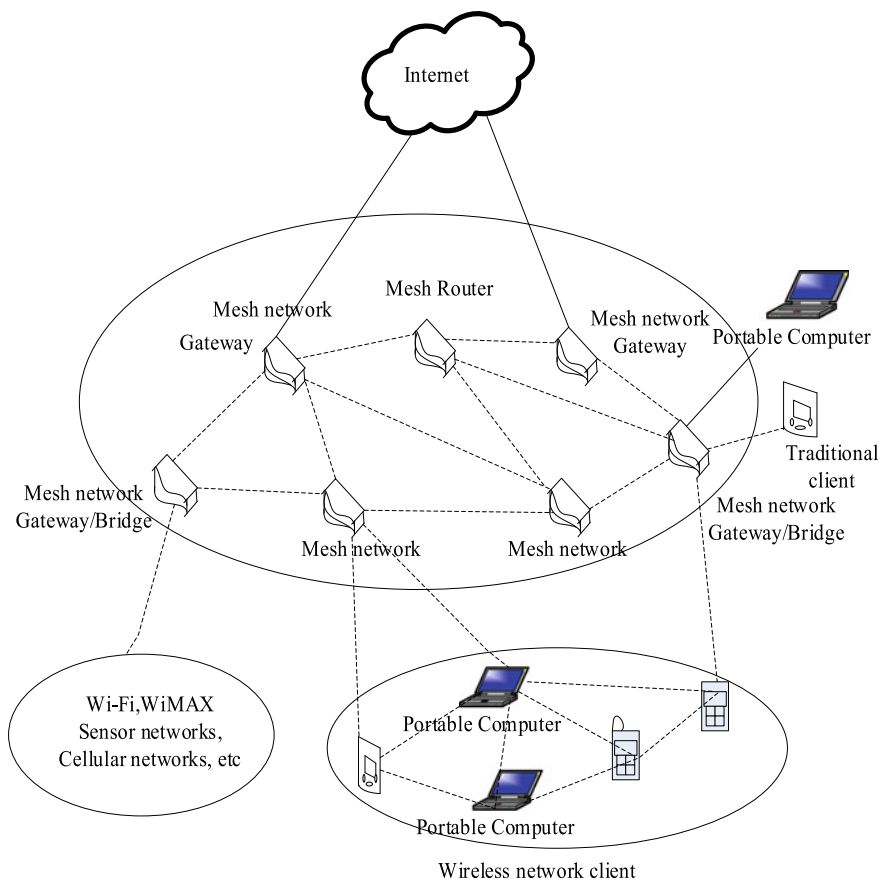 Internet
Mesh network
Gateway
Mesh Router
Mesh network
Gateway
Portable Computer
Traditional
client
Mesh network
Gateway/Bridge
Mesh network
Mesh network
Mesh network
Gateway/Bridge
Wi-Fi,WiMAX
Sensor networks,
Cellular networks, etc
Portable Computer
Portable Computer
Wireless network client